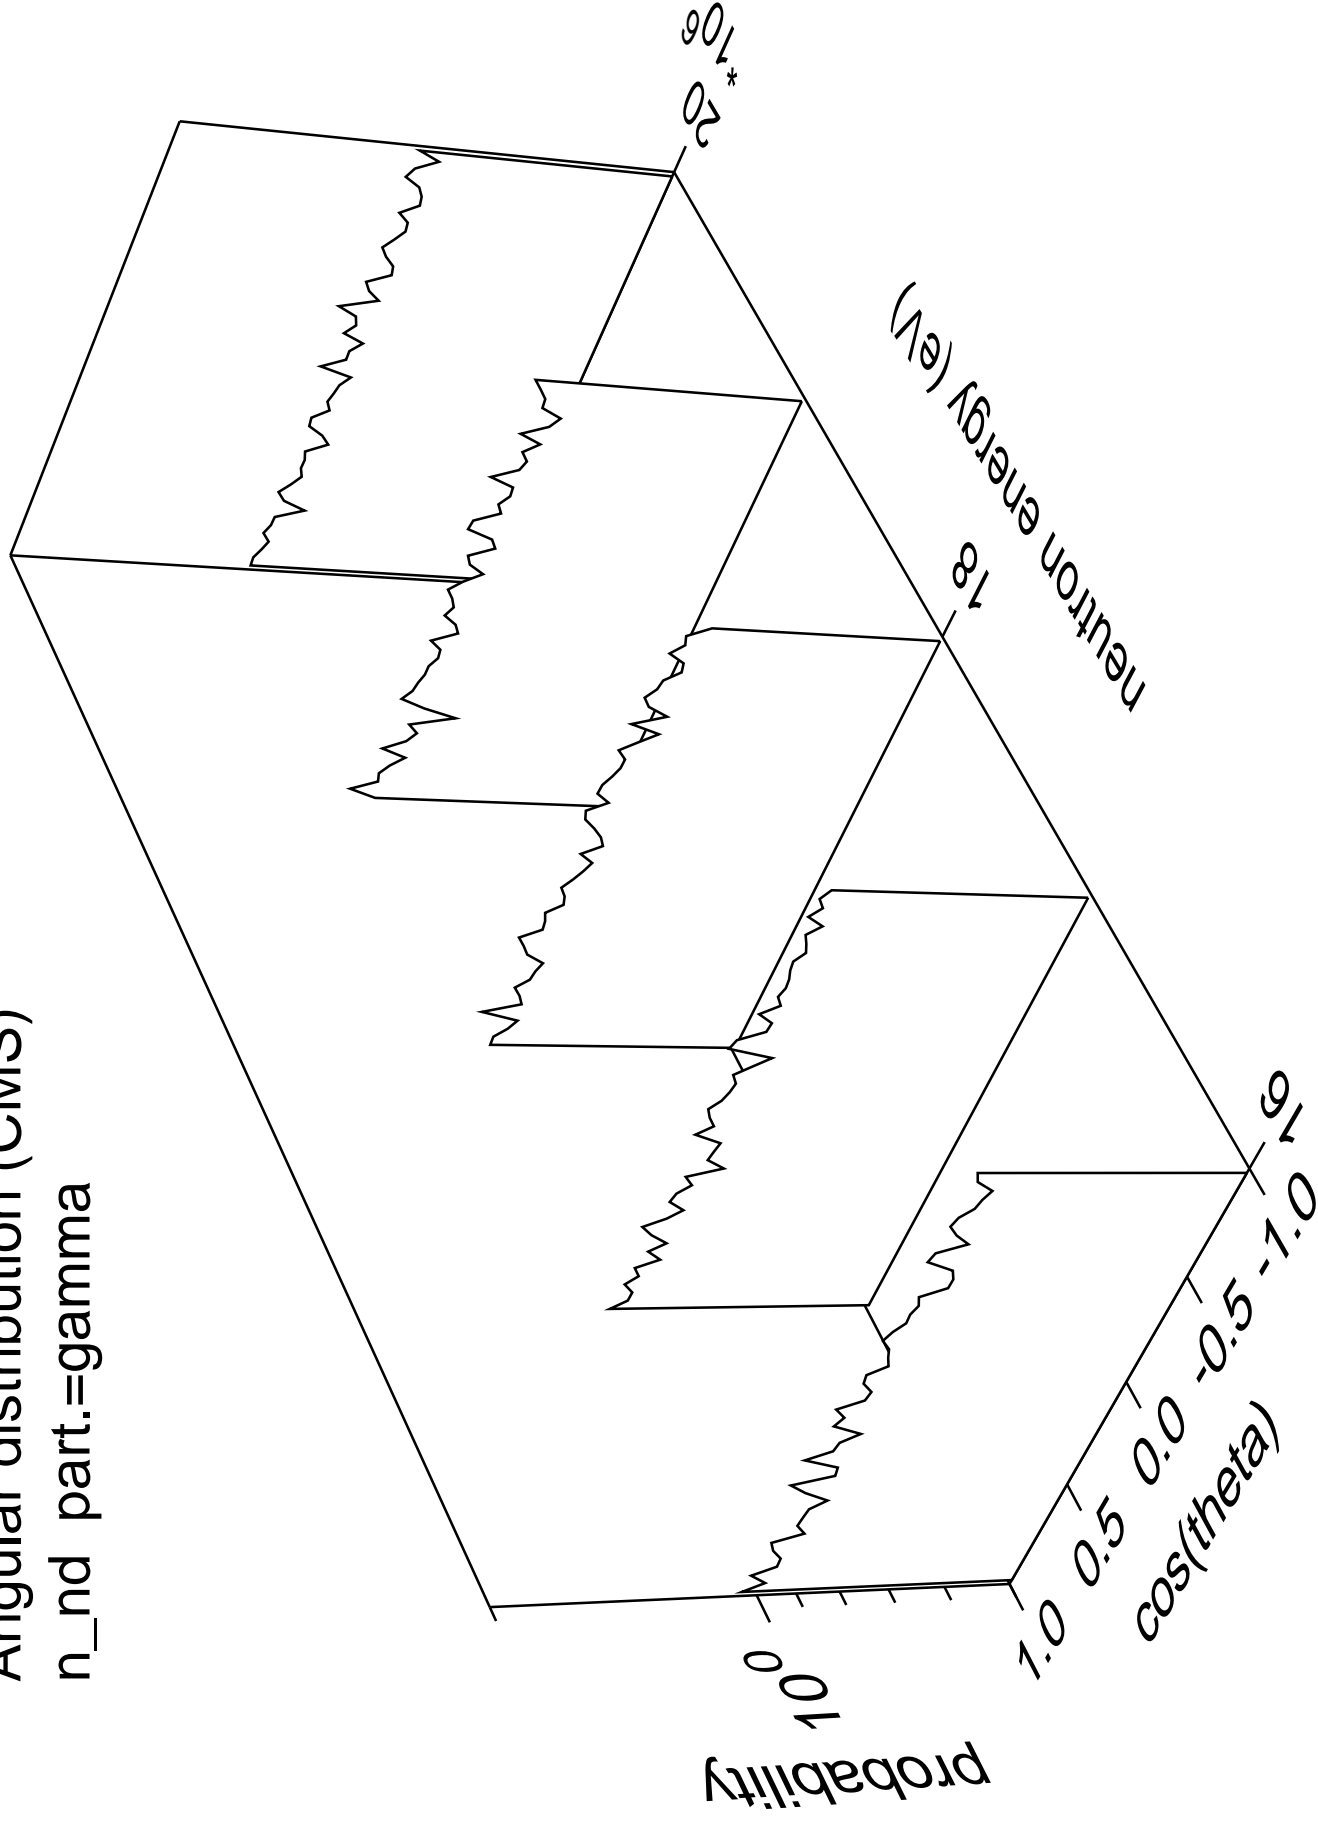 Angular distribution (CMS)
n_nd part.=gamma
probability
10 0
1.0 0.5 0.0 -0.5 -1.0
cos(theta)
16 18 20 * 10 6
neutron energy (eV)